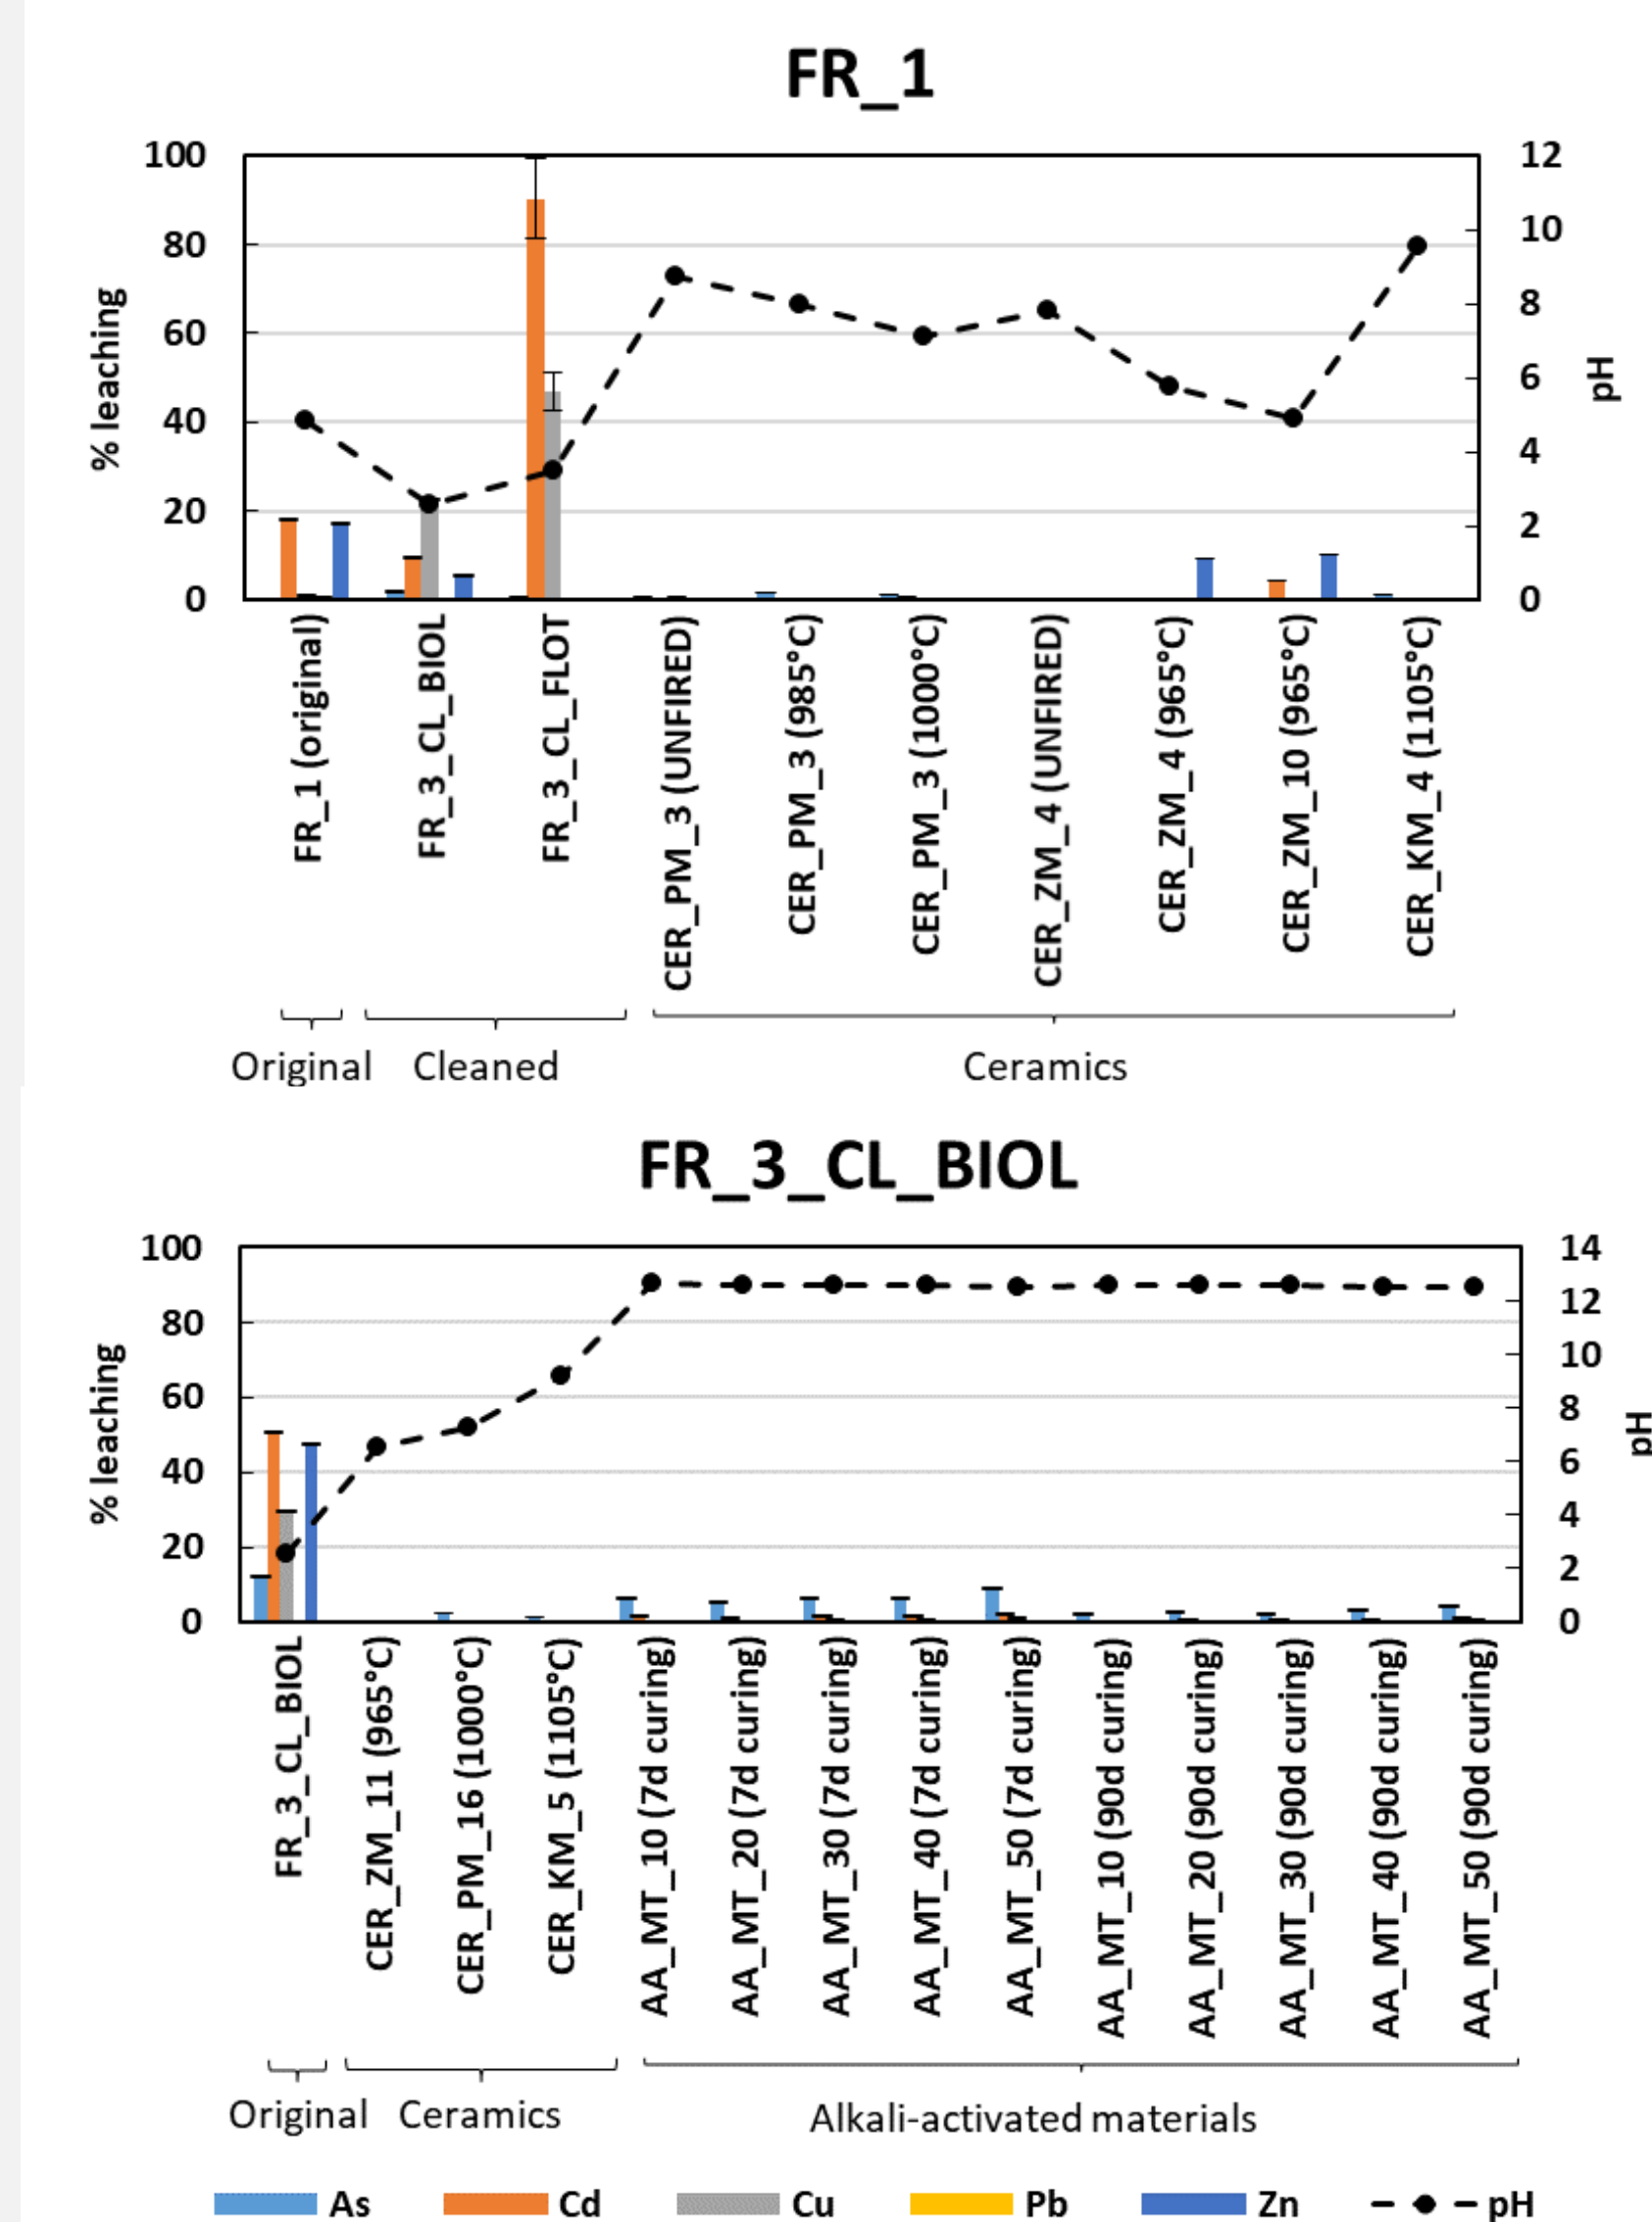 FR_1
100
80
60
40
20
0
% leaching
12
10
8
6
4
2
0
pH
FR_1 (original)
FR_3_CL_BIOL
FR_3_CL_FLOT
CER_PM_3 (UNFIRED)
CER_PM_3 (985°C)
CER_PM_3 (1000°C)
CER_ZM_4 (UNFIRED)
CER_ZM_4 (965°C)
CER_ZM_10 (965°C)
CER_KM_4 (1105°C)
Original Cleaned Ceramics
FR_3_CL_BIOL
100
80
60
40
20
0
% leaching
14
12
10
8
6
4
2
0
pH
FR_3_CL_BIOL
CER_ZM_11 (965°C)
CER_PM_16 (1000°C)
CER_KM_5 (1105°C)
AA_MT_10 (7d curing)
AA_MT_20 (7d curing)
AA_MT_30 (7d curing)
AA_MT_40 (7d curing)
AA_MT_50 (7d curing)
AA_MT_10 (90d curing)
AA_MT_20 (90d curing)
AA_MT_30 (90d curing)
AA_MT_40 (90d curing)
AA_MT_50 (90d curing)
Original Ceramics Alkali-activated materials
As Cd Cu Pb Zn pH